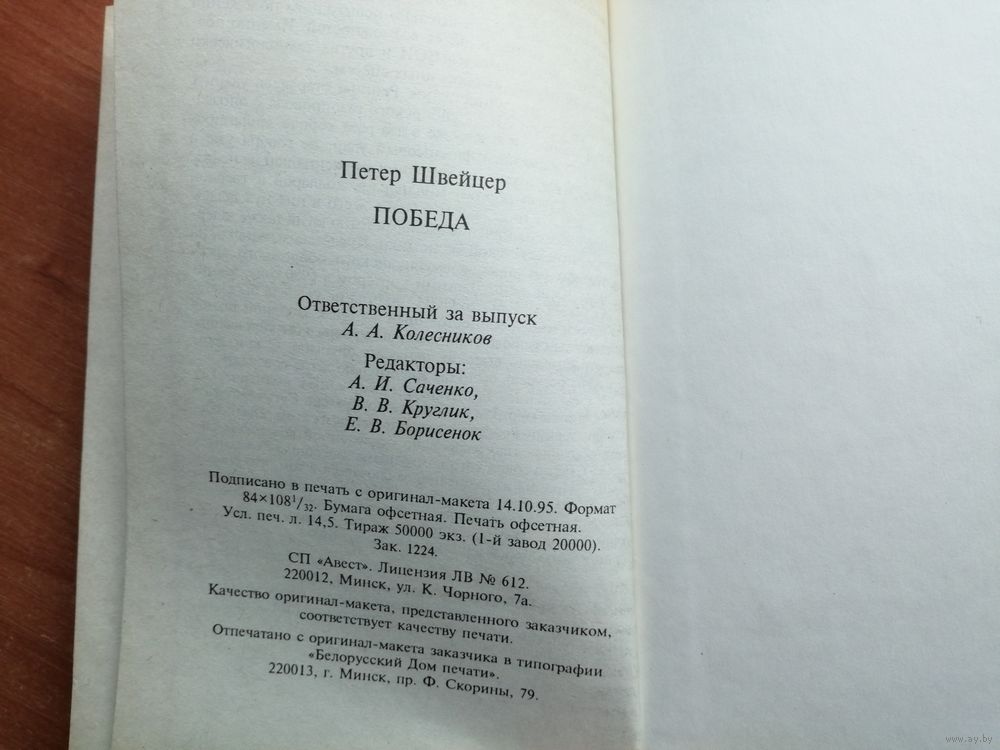 Петер Швейцер
ПОБЕДА
Ответственный за выпуск
А. А. Колесников
Редакторы:
А. И. Саченко,
В. В. Круглик,
Е. В. Борисенок
Подписано в печать с оригинал-макета 14.10.95. Формат
84×108¹/₃₂. Бумага офсетная. Печать офсетная.
Усл. печ. л. 14,5. Тираж 50000 экз. (1-й завод 20000).
Зак. 1224.
СП «Авест». Лицензия ЛВ № 612.
220012, Минск, ул. К. Чорного, 7а.
Качество оригинал-макета, представленного заказчиком,
соответствует качеству печати.
Отпечатано с оригинал-макета заказчика в типографии
«Белорусский Дом печати».
220013, г. Минск, пр. Ф. Скорины, 79.
www.ay.by